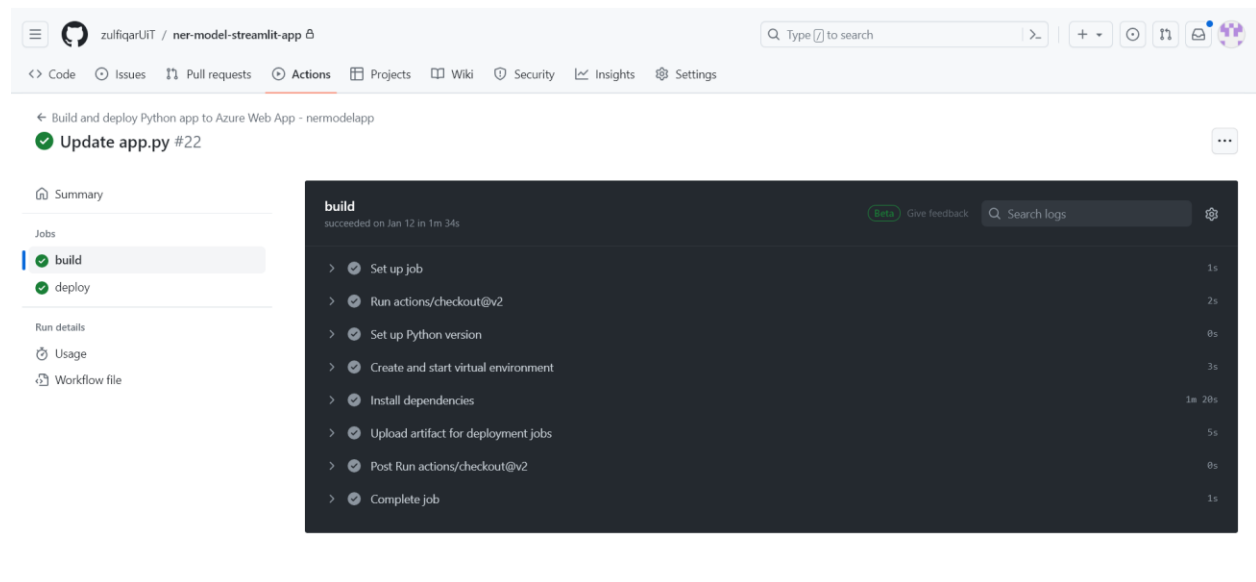 zulfiqarUiT / ner-model-streamlit-app
Type / to search
Code Issues Pull requests Actions Projects Wiki Security Insights Settings
← Build and deploy Python app to Azure Web App - nermodelapp
Update app.py #22
Summary
Jobs
build
deploy
Run details
Usage
Workflow file
build
succeeded on Jan 12 in 1m 34s
Beta Give feedback
Search logs
Set up job 1s
Run actions/checkout@v2 2s
Set up Python version 0s
Create and start virtual environment 3s
Install dependencies 1m 20s
Upload artifact for deployment jobs 5s
Post Run actions/checkout@v2 0s
Complete job 1s